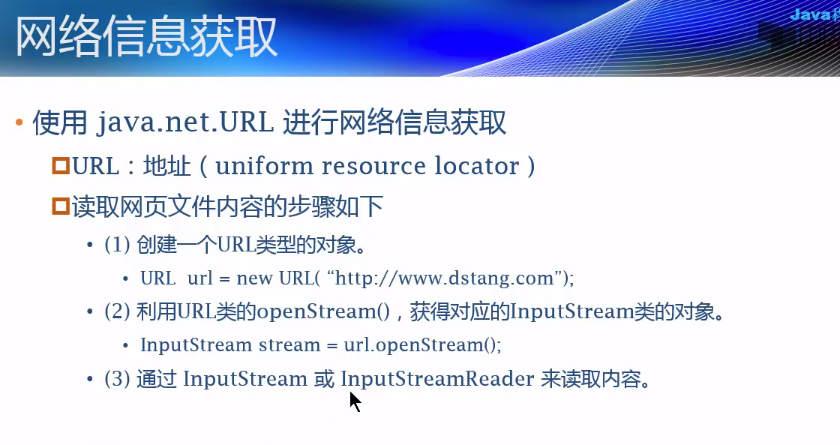 Java
网络信息获取
• 使用 java.net.URL 进行网络信息获取
URL：地址（uniform resource locator）
读取网页文件内容的步骤如下
• (1) 创建一个URL类型的对象。
• URL url = new URL( “http://www.dstang.com”);
• (2) 利用URL类的openStream()，获得对应的InputStream类的对象。
• InputStream stream = url.openStream();
• (3) 通过 InputStream 或 InputStreamReader 来读取内容。